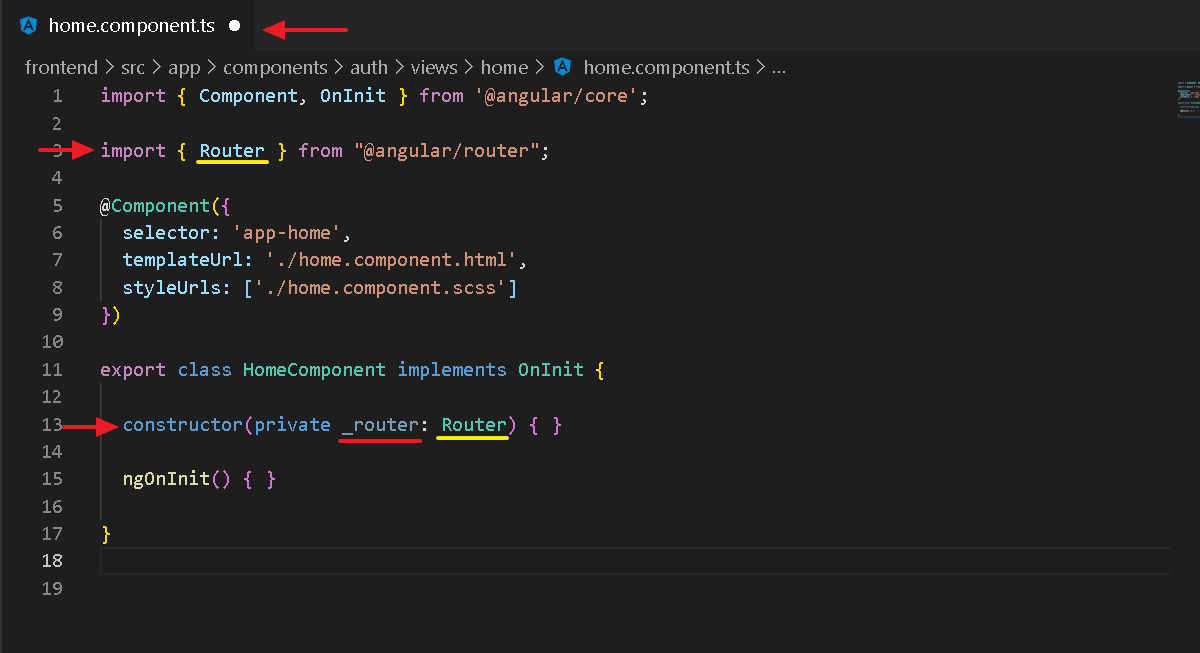 home.component.ts
frontend > src > app > components > auth > views > home > home.component.ts > ...
1 import { Component, OnInit } from '@angular/core';
2
3 import { Router } from "@angular/router";
4
5 @Component({
6 selector: 'app-home',
7 templateUrl: './home.component.html',
8 styleUrls: ['./home.component.scss']
9 })
10
11 export class HomeComponent implements OnInit {
12
13 constructor(private _router: Router) { }
14
15 ngOnInit() { }
16
17 }
18
19